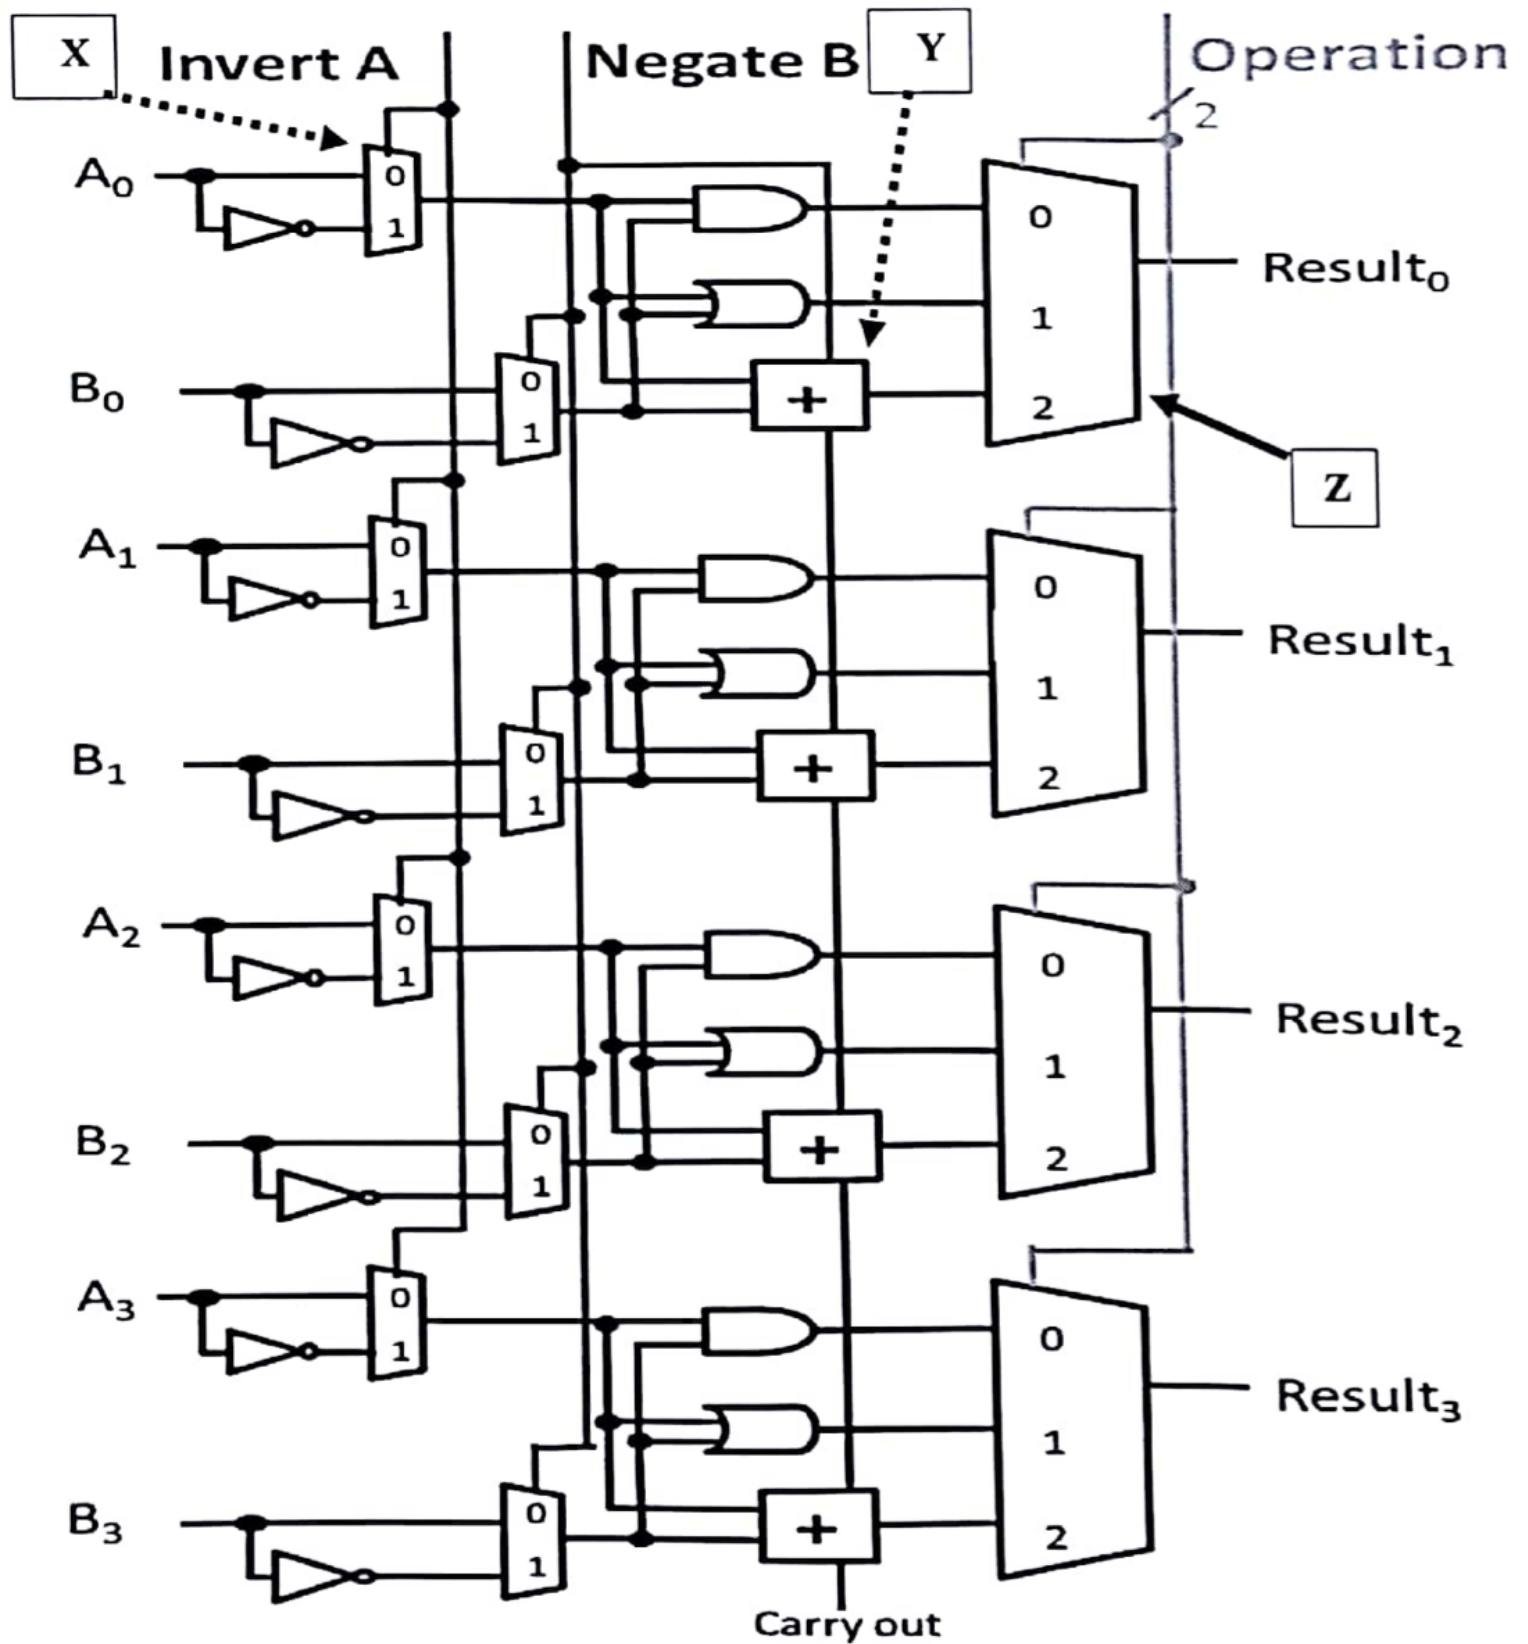 X Invert A Negate B Y Operation
2
A₀ 0
1
0
Result₀
1
B₀ 0 + 2
1
Z
A₁ 0
1
0
Result₁
1
B₁ 0 + 2
1
A₂ 0
1
0
Result₂
1
B₂ 0 + 2
1
A₃ 0
1
0
Result₃
1
B₃ 0 + 2
1
Carry out